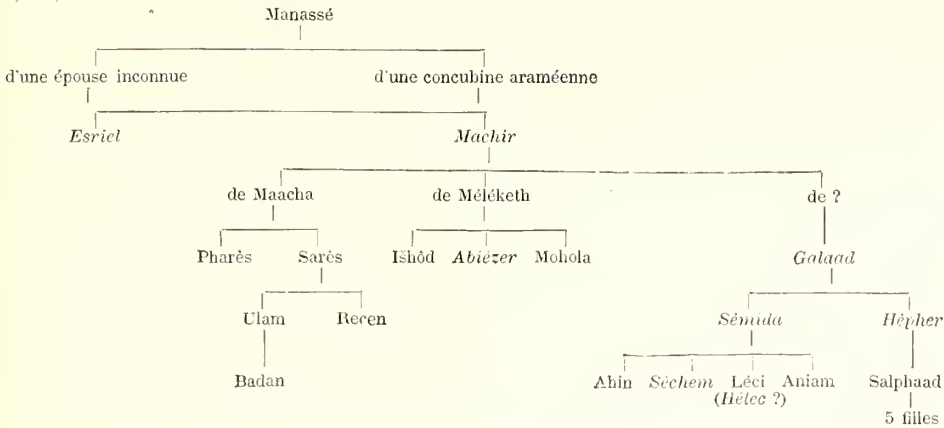 Manassé
d'une épouse inconnue d'une concubine araméenne
Esriel Machir
de Maacha de Méléketh de ?
Pharès Sarès Išhôd Abiézer Mohola Galaad
Ulam Recen Sémida Hépher
Badan Ahin Séchem Léci Aniam Salphaad
(Hélec ?)
5 filles